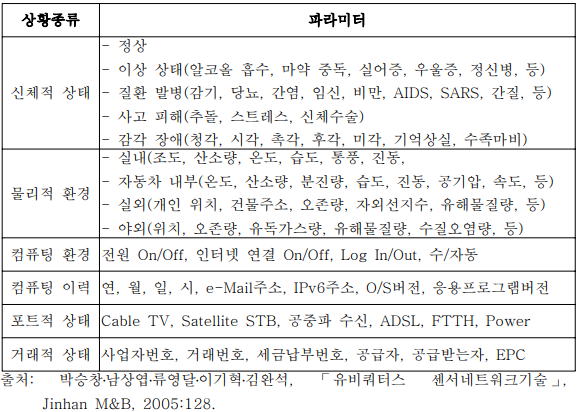 상황종류 파라미터
신체적 상태
- 정상
- 이상 상태(알코올 흡수, 마약 중독, 실어증, 우울증, 정신병, 등)
- 질환 발병(감기, 당뇨, 간염, 임신, 비만, AIDS, SARS, 간질, 등)
- 사고 피해(추돌, 스트레스, 신체수술)
- 감각 장애(청각, 시각, 촉각, 후각, 미각, 기억상실, 수족마비)
물리적 환경
- 실내(조도, 산소량, 온도, 습도, 통풍, 진동,
- 자동차 내부(온도, 산소량, 분진량, 습도, 진동, 공기압, 속도, 등)
- 실외(개인 위치, 건물주소, 오존량, 자외선지수, 유해물질량, 등)
- 야외(위치, 오존량, 유독가스량, 유해물질량, 수질오염량, 등)
컴퓨팅 환경 전원 On/Off, 인터넷 연결 On/Off, Log In/Out, 수/자동
컴퓨팅 이력 연, 월, 일, 시, e-Mail주소, IPv6주소, O/S버전, 응용프로그램버전
포트적 상태 Cable TV, Satellite STB, 공중파 수신, ADSL, FTTH, Power
거래적 상태 사업자번호, 거래번호, 세금납부번호, 공급자, 공급받는자, EPC
출처: 박승창·남상엽·류영달·이기혁·김완석, 「유비쿼터스 센서네트워크기술」,
Jinhan M&B, 2005:128.